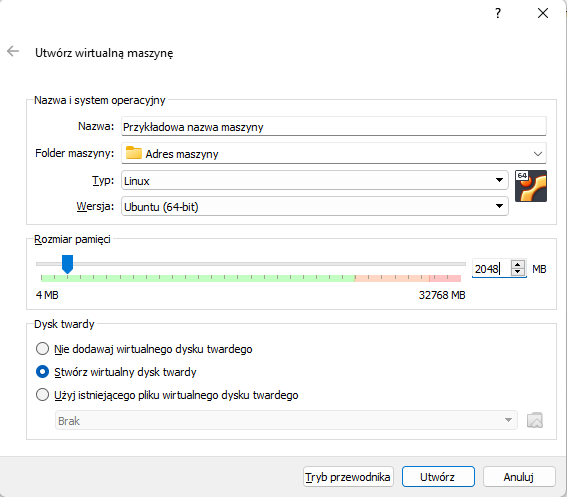 ?
Utwórz wirtualną maszynę
Nazwa i system operacyjny
Nazwa: Przykładowa nazwa maszyny
Folder maszyny: Adres maszyny
Typ: Linux
64
Wersja: Ubuntu (64-bit)
Rozmiar pamięci
2048 MB
4 MB 32768 MB
Dysk twardy
Nie dodawaj wirtualnego dysku twardego
Stwórz wirtualny dysk twardy
Użyj istniejącego pliku wirtualnego dysku twardego
Brak
Tryb przewodnika Utwórz Anuluj